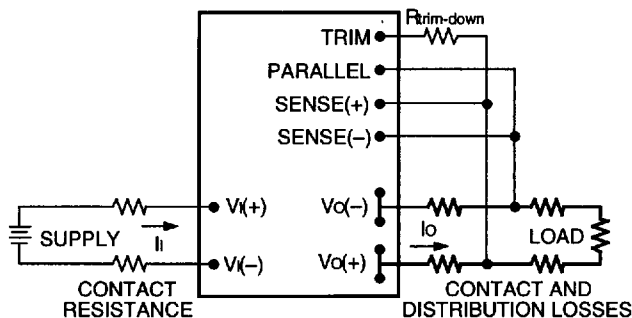 TRIM
Rtrim-down
PARALLEL
SENSE(+)
SENSE(−)
VI(+)
VO(−)
SUPPLY
II
IO
LOAD
VI(−)
VO(+)
CONTACT
RESISTANCE
CONTACT AND
DISTRIBUTION LOSSES